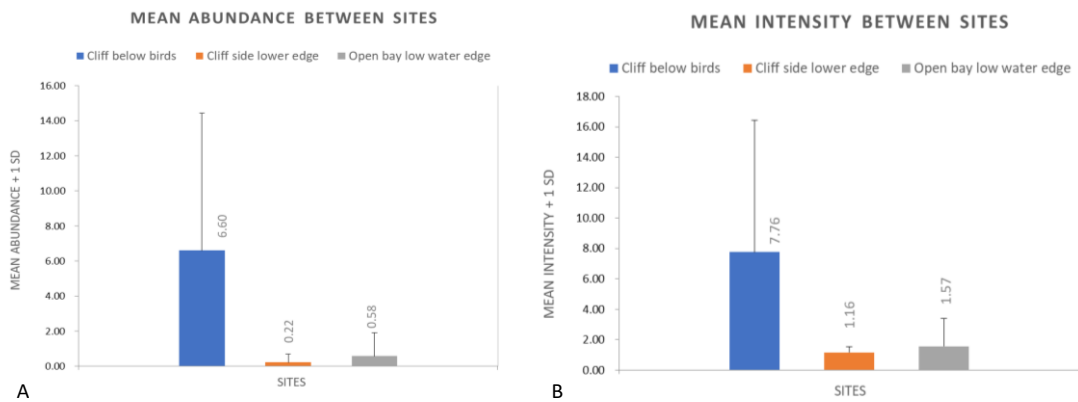 MEAN ABUNDANCE BETWEEN SITES
Cliff below birds Cliff side lower edge Open bay low water edge
16.00
14.00
12.00
10.00
8.00
6.00
4.00
2.00
0.00
MEAN ABUNDANCE + 1 SD
6.60
0.22
0.58
SITES
A
MEAN INTENSITY BETWEEN SITES
Cliff below birds Cliff side lower edge Open bay low water edge
18.00
16.00
14.00
12.00
10.00
8.00
6.00
4.00
2.00
0.00
MEAN INTENSITY + 1 SD
7.76
1.16
1.57
SITES
B